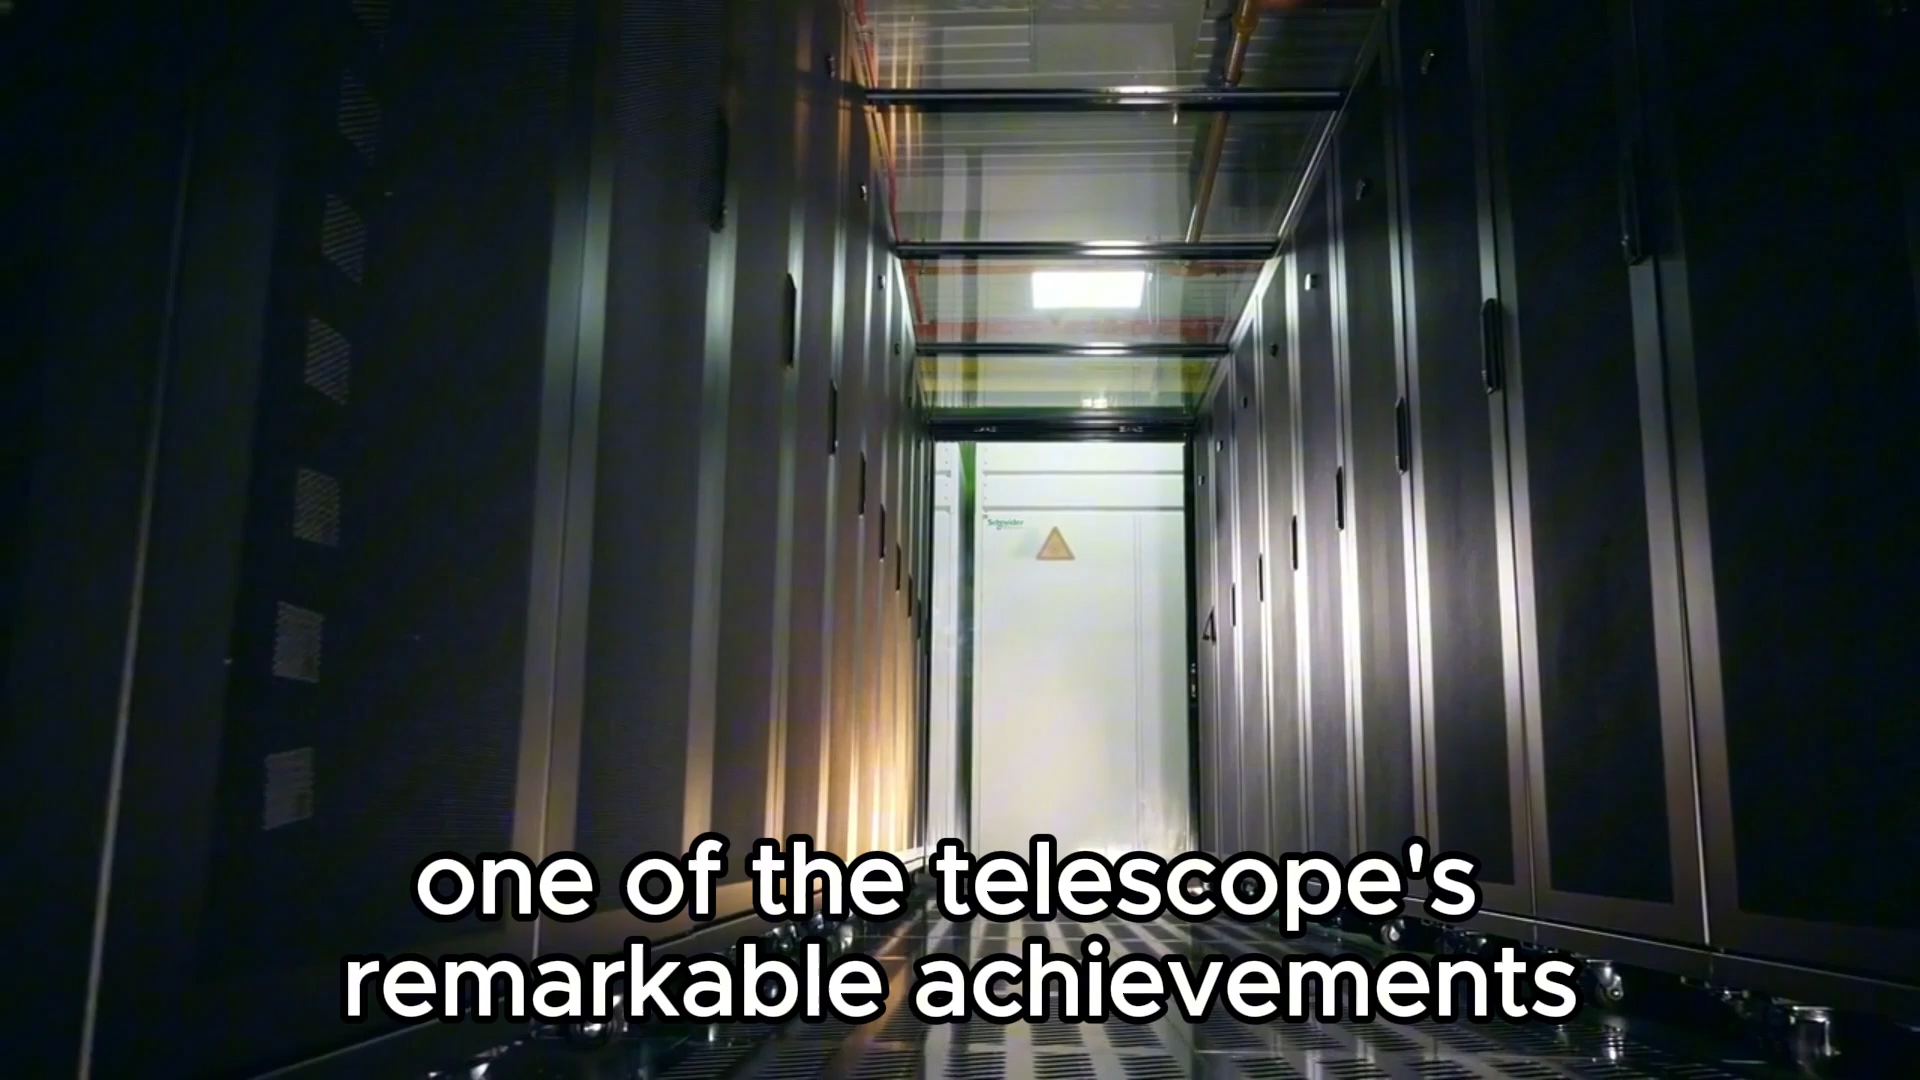 Schneider
one of the telescope's
remarkable achievements